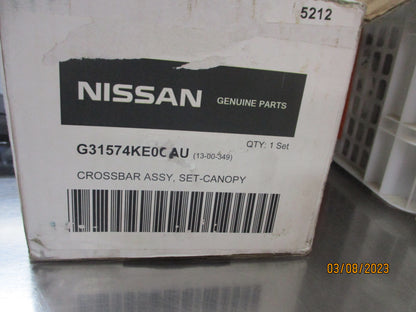 5212
NISSAN GENUINE PARTS
G31574KE0CAU (13-00-349) QTY: 1 Set
CROSSBAR ASSY, SET-CANOPY
03/08/2023